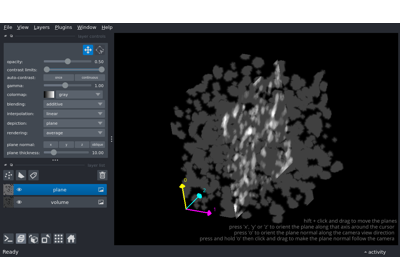 File View Layers Plugins Window Help
layer controls
opacity: 0.50
contrast limits:
auto-contrast: once continuous
gamma: 1.00
colormap: gray
blending: additive
interpolation: linear
depiction: plane
rendering: average
plane normal: x y z oblique
plane thickness: 10.00
layer list
plane
volume
hift + click and drag to move the planes
press 'x', 'y' or 'z' to orient the plane along that axis around the cursor
press 'o' to orient the plane normal along the camera view direction
press and hold 'o' then click and drag to make the plane normal follow the camera
Ready
activity